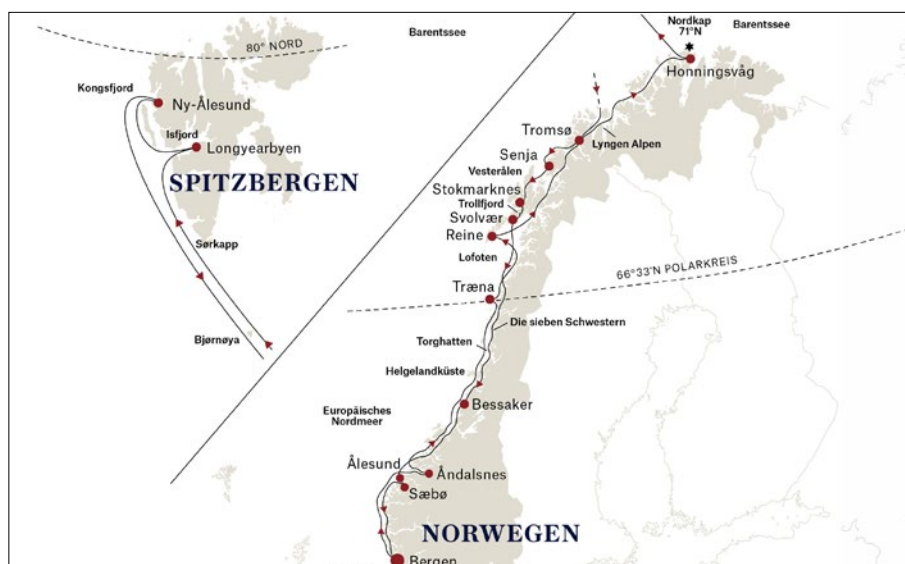 Barentssee
80° NORD
Kongsfjord
Ny-Ålesund
Isfjord
Longyearbyen
SPITZBERGEN
Sørkapp
Bjørnøya
Nordkap
71°N
Barentssee
Honningsvåg
Tromsø
Lyngen Alpen
Senja
Vesterålen
Stokmarknes
Trollfjord
Svolvær
Reine
Lofoten
66°33'N POLARKREIS
Træna
Die sieben Schwestern
Torghatten
Helgelandküste
Bessaker
Europäisches
Nordmeer
Ålesund
Åndalsnes
Sæbø
NORWEGEN
Bergen